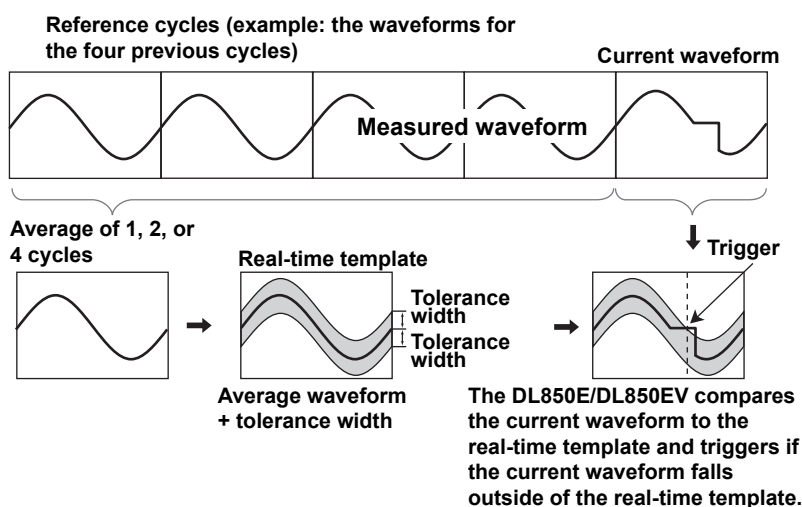 Reference cycles (example: the waveforms for
the four previous cycles)
Current waveform
Measured waveform
Average of 1, 2, or
4 cycles
Real-time template
Trigger
Tolerance
width
Tolerance
width
Average waveform
+ tolerance width
The DL850E/DL850EV compares
the current waveform to the
real-time template and triggers if
the current waveform falls
outside of the real-time template.